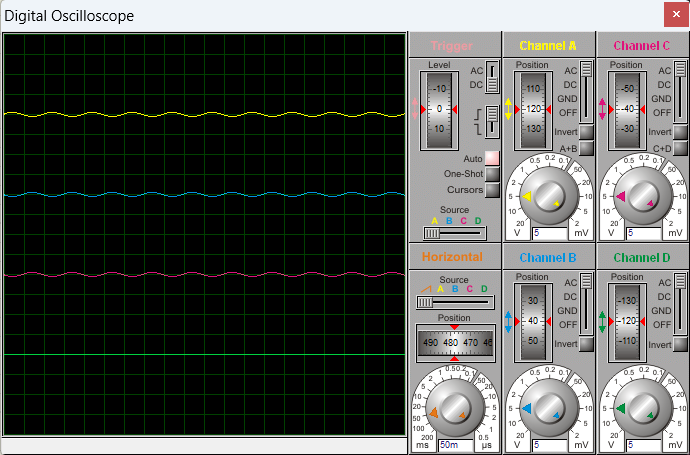 Digital Oscilloscope
Trigger
Level
AC
DC
-10
0
10
Auto
One-Shot
Cursors
Source
A B C D
Channel A
Position
AC
DC
GND
OFF
110
120
130
Invert
A+B
20 10 5 2 1 0.5 0.2 0.1 50 20 10 5 2
V 5 mV
Channel C
Position
AC
DC
GND
OFF
-50
-40
-30
Invert
C+D
20 10 5 2 1 0.5 0.2 0.1 50 20 10 5 2
V 5 mV
Horizontal
Source
A B C D
Position
490 480 470 46
200 100 50 20 10 5 2 1 0.5 0.2 0.1 50 20 10 5 2 1 0.5
ms 50m µs
Channel B
Position
AC
DC
GND
OFF
30
40
50
Invert
20 10 5 2 1 0.5 0.2 0.1 50 20 10 5 2
V 5 mV
Channel D
Position
AC
DC
GND
OFF
-130
-120
-110
Invert
20 10 5 2 1 0.5 0.2 0.1 50 20 10 5 2
V 5 mV